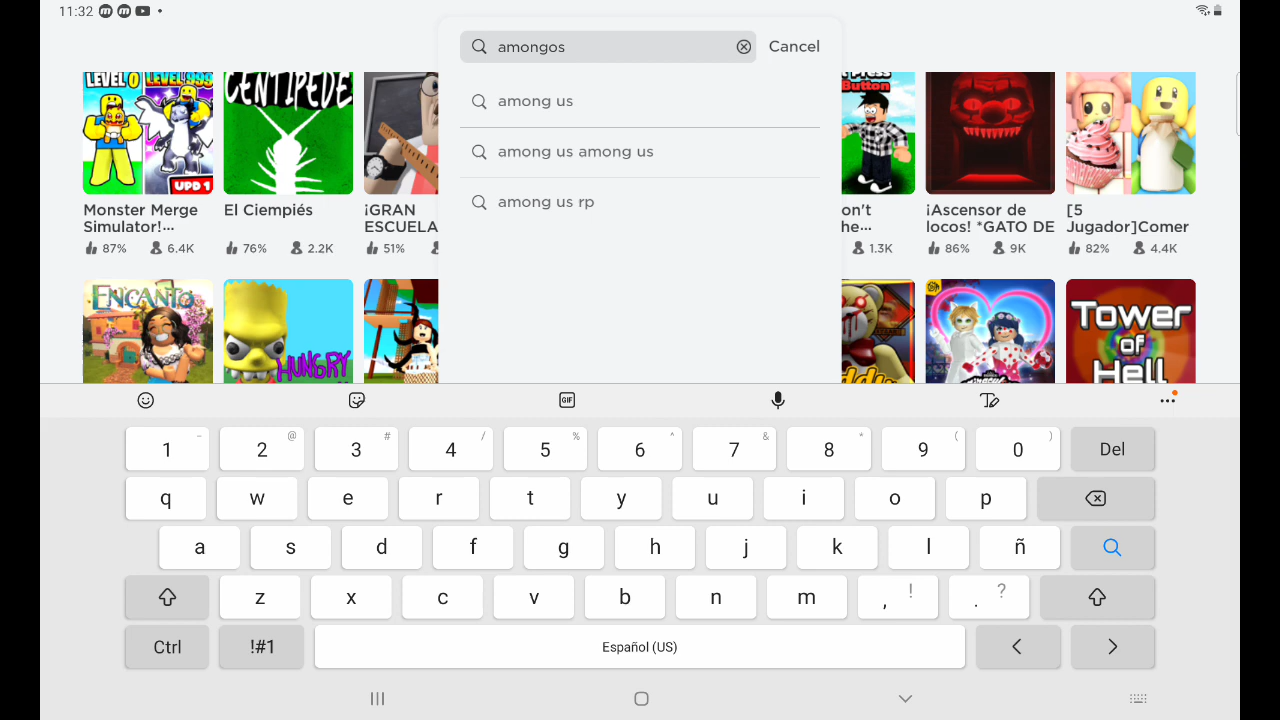 11:32
amongos
Cancel
among us
among us among us
among us rp
LEVEL 0 LEVEL 999
UPD 1
CENTIPEDE
Press
Button
Monster Merge
Simulator!...
87% 6.4K
El Ciempiés
76% 2.2K
¡GRAN
ESCUELA
51%
on't
he...
1.3K
¡Ascensor de
locos! *GATO DE
86% 9K
[5
Jugador]Comer
82% 4.4K
ENCANTO
HUNGRY
Tower
of
Hell
GIF
1 - 2 @ 3 # 4 / 5 % 6 ^ 7 & 8 * 9 ( 0 ) Del
q w e r t y u i o p
a s d f g h j k l ñ
z x c v b n m , ! . ?
Ctrl !#1 Español (US) < >